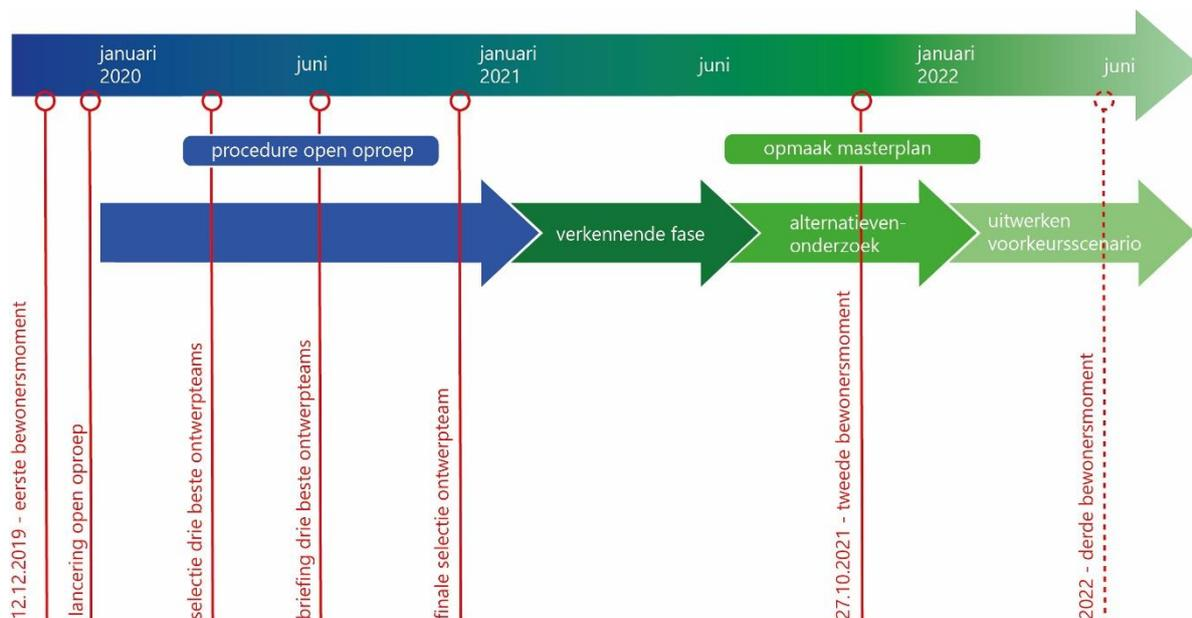 januari
2020
juni
januari
2021
juni
januari
2022
juni
procedure open oproep
opmaak masterplan
verkennende fase
alternatieven-
onderzoek
uitwerken
voorkeursscenario
12.12.2019 - eerste bewonersmoment
lancering open oproep
selectie drie beste ontwerpteams
briefing drie beste ontwerpteams
finale selectie ontwerpteam
27.10.2021 - tweede bewonersmoment
2022 - derde bewonersmoment